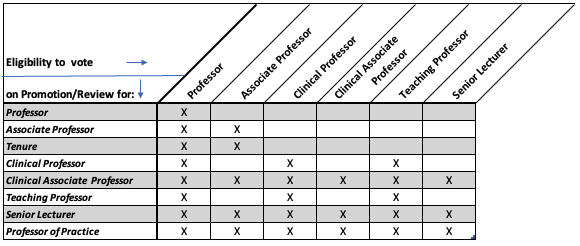 Eligibility to vote
on Promotion/Review for:
Professor
Associate Professor
Clinical Professor
Clinical Associate
Professor
Teaching Professor
Senior Lecturer
Professor X
Associate Professor X X
Tenure X X
Clinical Professor X X X
Clinical Associate Professor X X X X X X
Teaching Professor X X X
Senior Lecturer X X X X X X
Professor of Practice X X X X X X